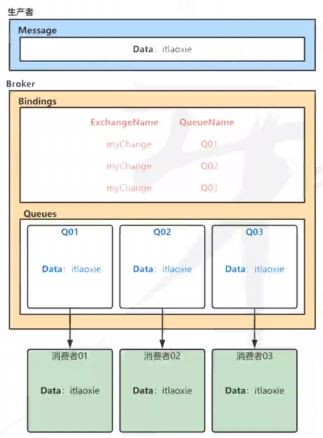 生产者
Message
Data：itlaoxie
Broker
Bindings
ExchangeName QueueName
myChange Q01
myChange Q02
myChange Q03
Queues
Q01 Q02 Q03
Data：itlaoxie Data：itlaoxie Data：itlaoxie
消费者01 消费者02 消费者03
Data：itlaoxie Data：itlaoxie Data：itlaoxie